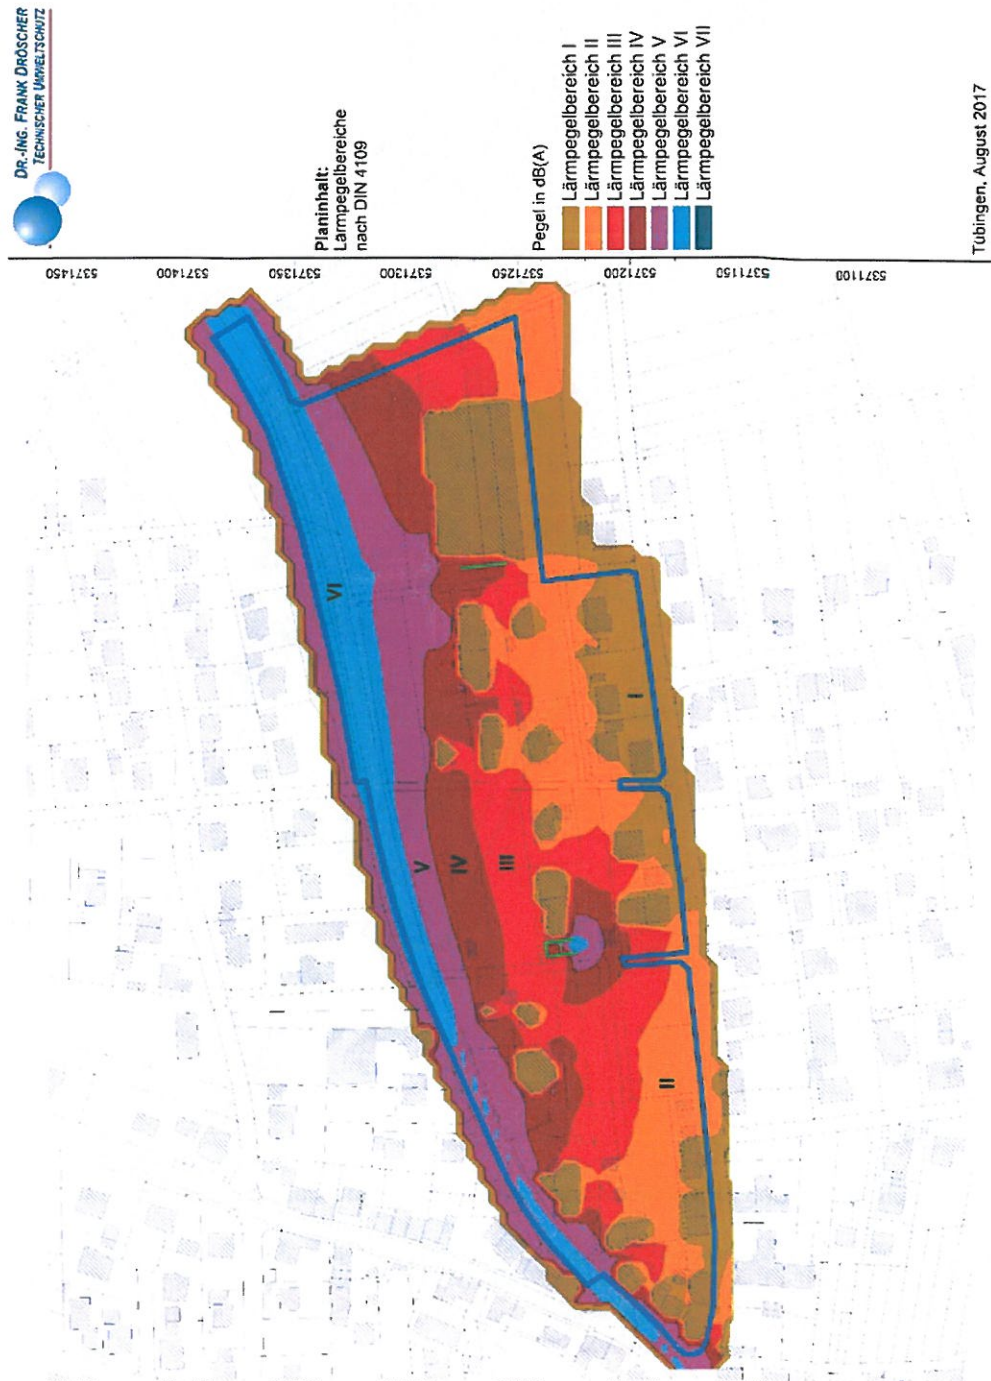 DR.-ING. FRANK DRÖSCHER
TECHNISCHER UMWELTSCHUTZ
Planinhalt:
Lärmpegelbereiche
nach DIN 4109
Pegel in dB(A)
Lärmpegelbereich I
Lärmpegelbereich II
Lärmpegelbereich III
Lärmpegelbereich IV
Lärmpegelbereich V
Lärmpegelbereich VI
Lärmpegelbereich VII
Tübingen, August 2017
5371450
5371400
5371350
5371300
5371250
5371200
5371150
5371100
VI
V
IV
III
I
II